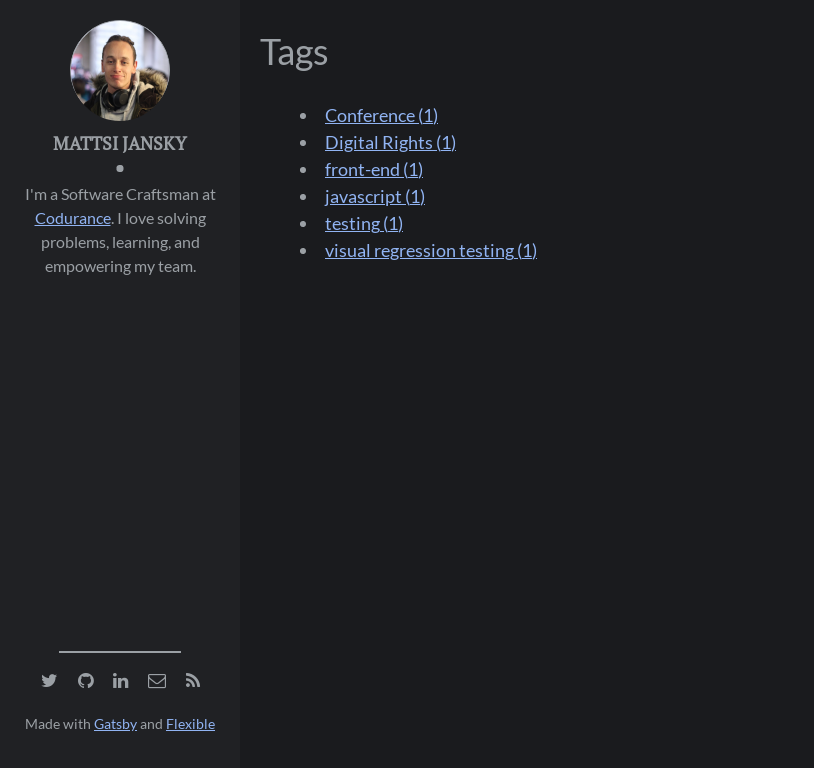 MATTSI JANSKY
I'm a Software Craftsman at
Codurance. I love solving
problems, learning, and
empowering my team.
Made with Gatsby and Flexible
Tags
Conference (1)
Digital Rights (1)
front-end (1)
javascript (1)
testing (1)
visual regression testing (1)